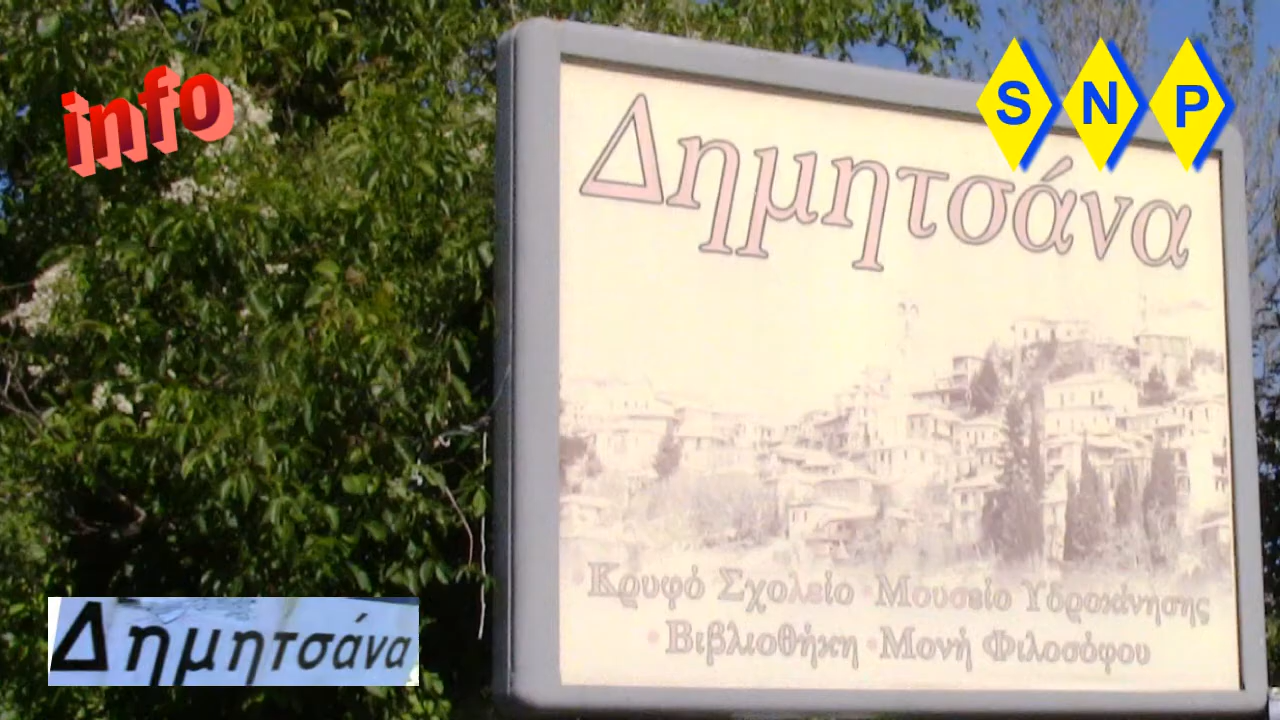 info
S N P
Δημητσάνα
Κρυφό Σχολείο • Μουσείο Υδροκίνησης
• Βιβλιοθήκη • Μονή Φιλοσόφου
Δημητσάνα